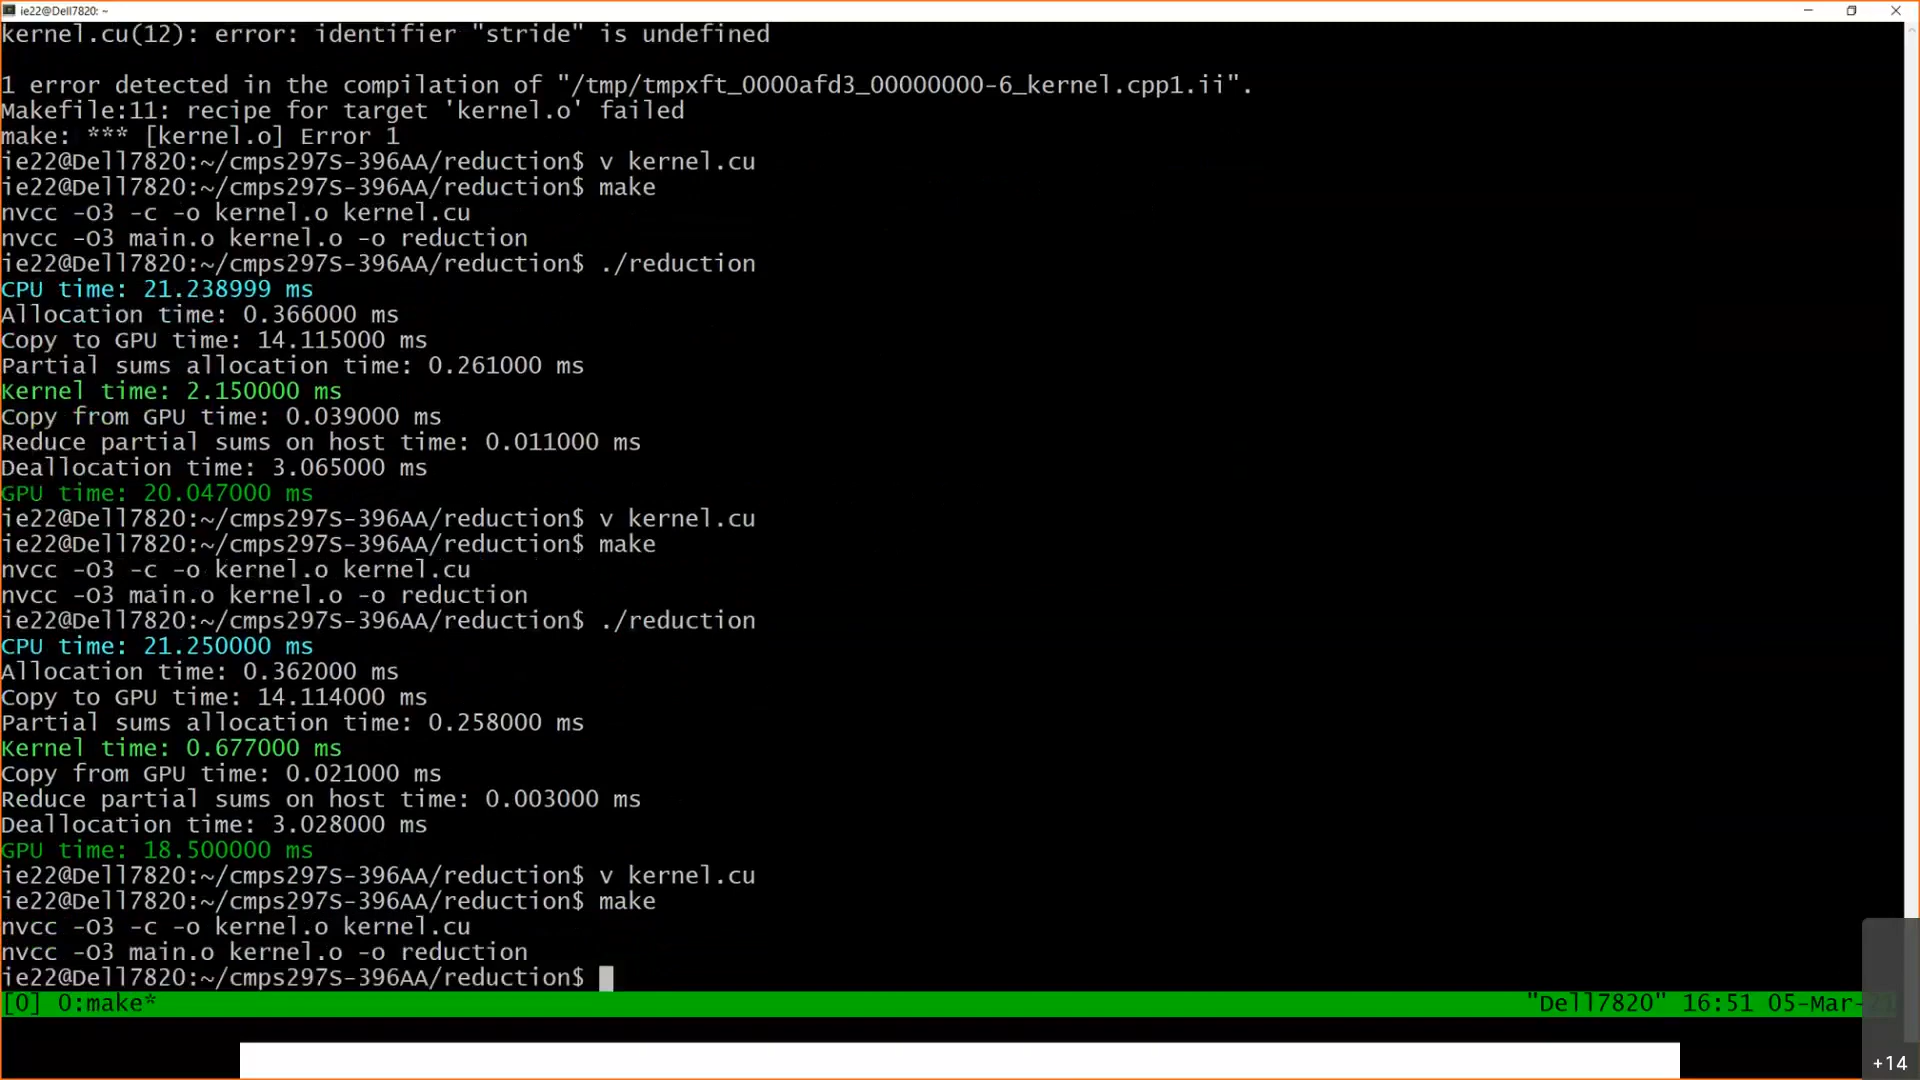 ie22@Dell7820: ~
kernel.cu(12): error: identifier "stride" is undefined
1 error detected in the compilation of "/tmp/tmpxft_0000afd3_00000000-6_kernel.cpp1.ii".
Makefile:11: recipe for target 'kernel.o' failed
make: *** [kernel.o] Error 1
ie22@Dell7820:~/cmps297S-396AA/reduction$ v kernel.cu
ie22@Dell7820:~/cmps297S-396AA/reduction$ make
nvcc -O3 -c -o kernel.o kernel.cu
nvcc -O3 main.o kernel.o -o reduction
ie22@Dell7820:~/cmps297S-396AA/reduction$ ./reduction
CPU time: 21.238999 ms
Allocation time: 0.366000 ms
Copy to GPU time: 14.115000 ms
Partial sums allocation time: 0.261000 ms
Kernel time: 2.150000 ms
Copy from GPU time: 0.039000 ms
Reduce partial sums on host time: 0.011000 ms
Deallocation time: 3.065000 ms
GPU time: 20.047000 ms
ie22@Dell7820:~/cmps297S-396AA/reduction$ v kernel.cu
ie22@Dell7820:~/cmps297S-396AA/reduction$ make
nvcc -O3 -c -o kernel.o kernel.cu
nvcc -O3 main.o kernel.o -o reduction
ie22@Dell7820:~/cmps297S-396AA/reduction$ ./reduction
CPU time: 21.250000 ms
Allocation time: 0.362000 ms
Copy to GPU time: 14.114000 ms
Partial sums allocation time: 0.258000 ms
Kernel time: 0.677000 ms
Copy from GPU time: 0.021000 ms
Reduce partial sums on host time: 0.003000 ms
Deallocation time: 3.028000 ms
GPU time: 18.500000 ms
ie22@Dell7820:~/cmps297S-396AA/reduction$ v kernel.cu
ie22@Dell7820:~/cmps297S-396AA/reduction$ make
nvcc -O3 -c -o kernel.o kernel.cu
nvcc -O3 main.o kernel.o -o reduction
ie22@Dell7820:~/cmps297S-396AA/reduction$
[0] 0:make* "Dell7820" 16:51 05-Mar-
+14